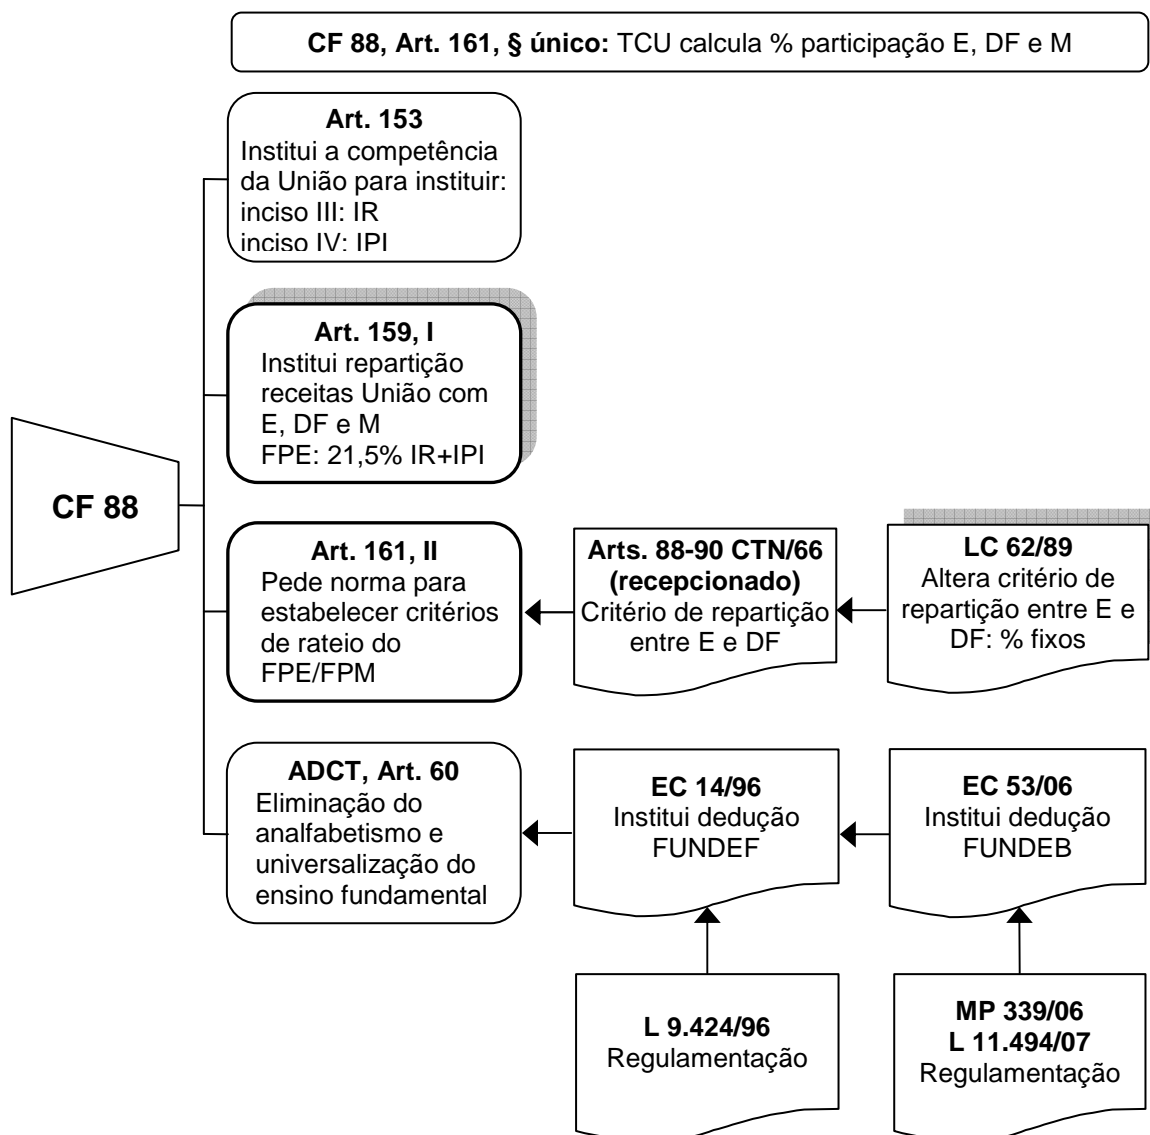 CF 88, Art. 161, § único: TCU calcula % participação E, DF e M
Art. 153
Institui a competência
da União para instituir:
inciso III: IR
inciso IV: IPI
Art. 159, I
Institui repartição
receitas União com
E, DF e M
FPE: 21,5% IR+IPI
CF 88
Art. 161, II
Pede norma para
estabelecer critérios
de rateio do
FPE/FPM
Arts. 88-90 CTN/66
(recepcionado)
Critério de repartição
entre E e DF
LC 62/89
Altera critério de
repartição entre E e
DF: % fixos
ADCT, Art. 60
Eliminação do
analfabetismo e
universalização do
ensino fundamental
EC 14/96
Institui dedução
FUNDEF
EC 53/06
Institui dedução
FUNDEB
L 9.424/96
Regulamentação
MP 339/06
L 11.494/07
Regulamentação